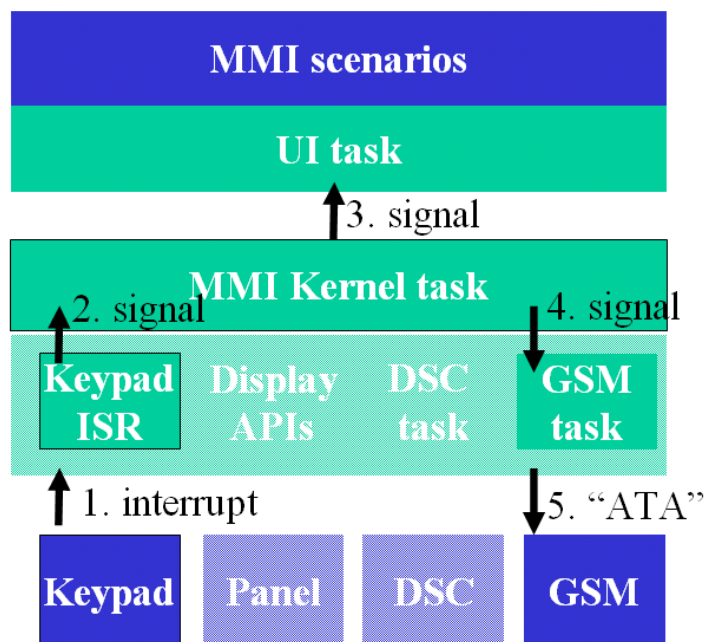 MMI scenarios
UI task
3. signal
MMI Kernel task
2. signal
4. signal
Keypad
ISR
Display
APIs
DSC
task
GSM
task
1. interrupt
5. “ATA”
Keypad
Panel
DSC
GSM